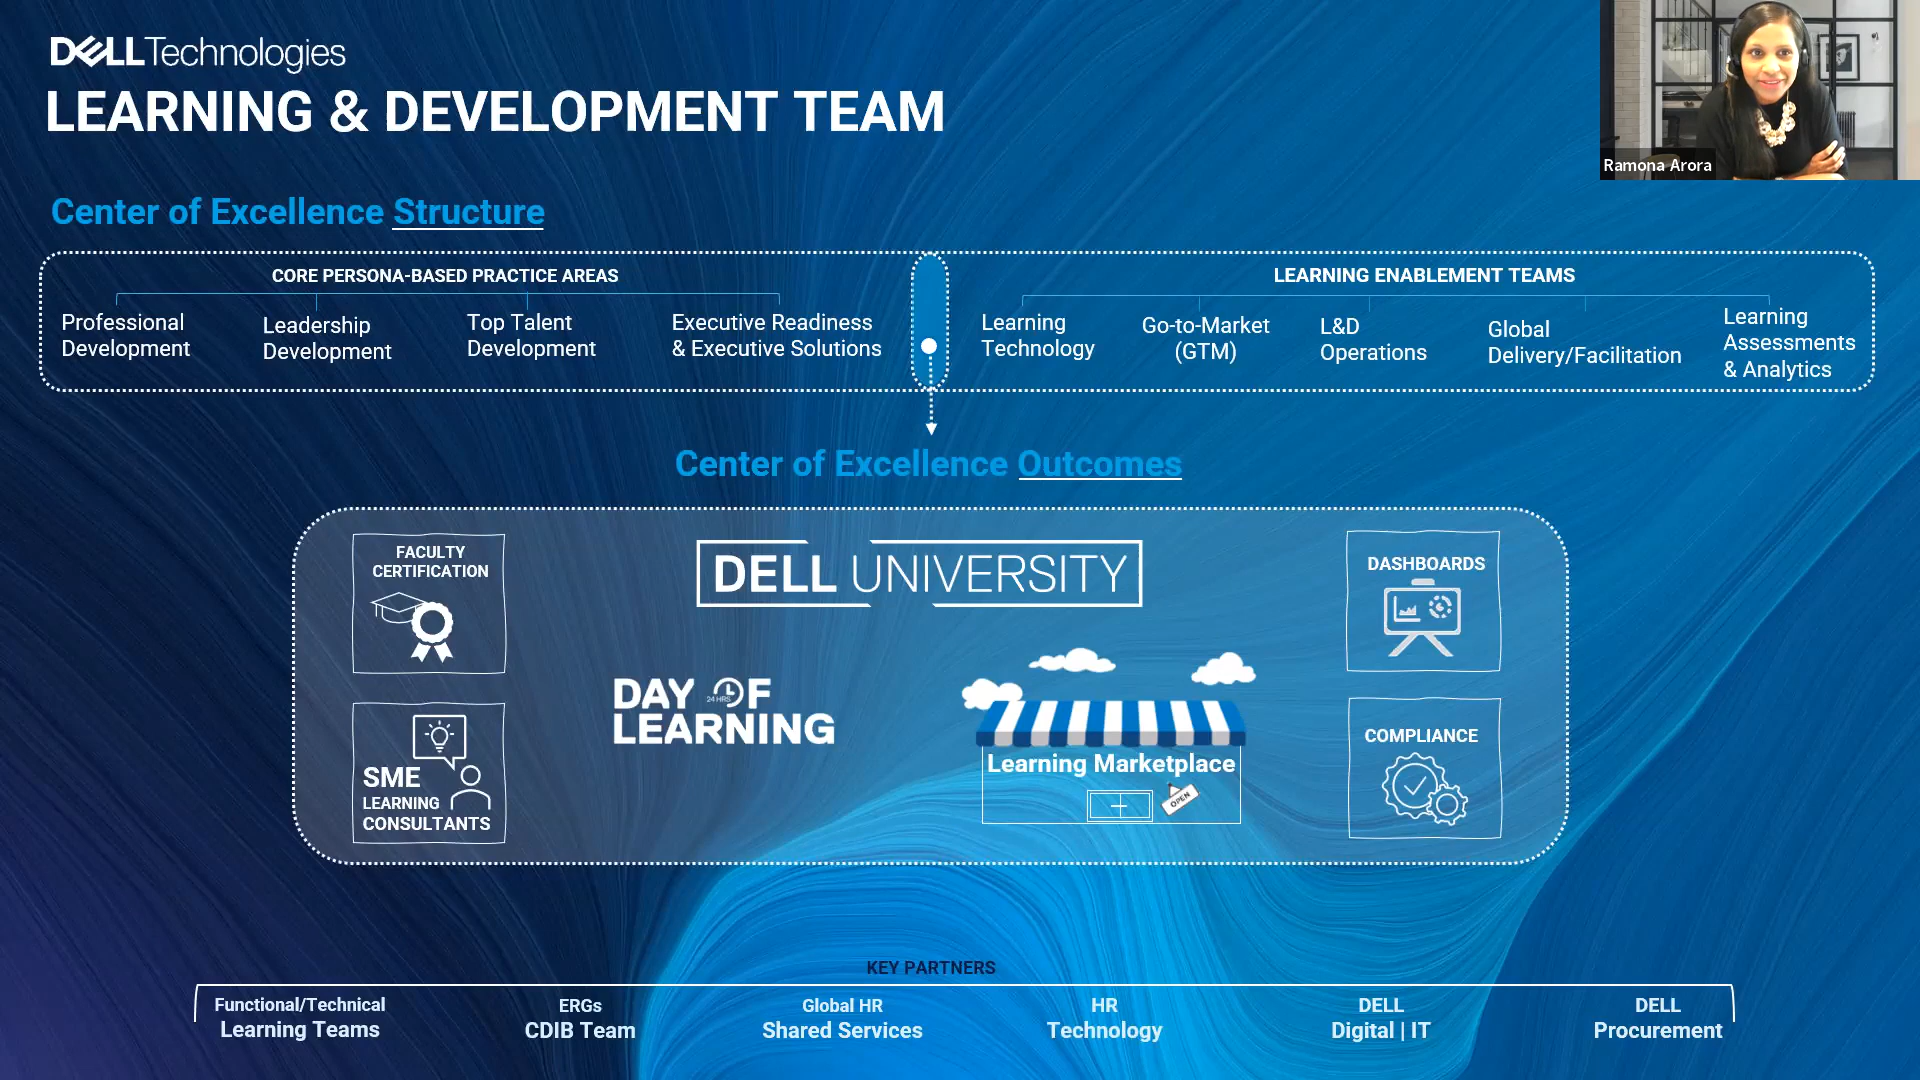 DELL Technologies
LEARNING & DEVELOPMENT TEAM
Ramona Arora
Center of Excellence Structure
CORE PERSONA-BASED PRACTICE AREAS
Professional
Development
Leadership
Development
Top Talent
Development
Executive Readiness
& Executive Solutions
LEARNING ENABLEMENT TEAMS
Learning
Technology
Go-to-Market
(GTM)
L&D
Operations
Global
Delivery/Facilitation
Learning
Assessments
& Analytics
Center of Excellence Outcomes
FACULTY
CERTIFICATION
SME
LEARNING
CONSULTANTS
DELL UNIVERSITY
DAY OF
24 HRS
LEARNING
Learning Marketplace
OPEN
DASHBOARDS
COMPLIANCE
KEY PARTNERS
Functional/Technical
Learning Teams
ERGs
CDIB Team
Global HR
Shared Services
HR
Technology
DELL
Digital | IT
DELL
Procurement